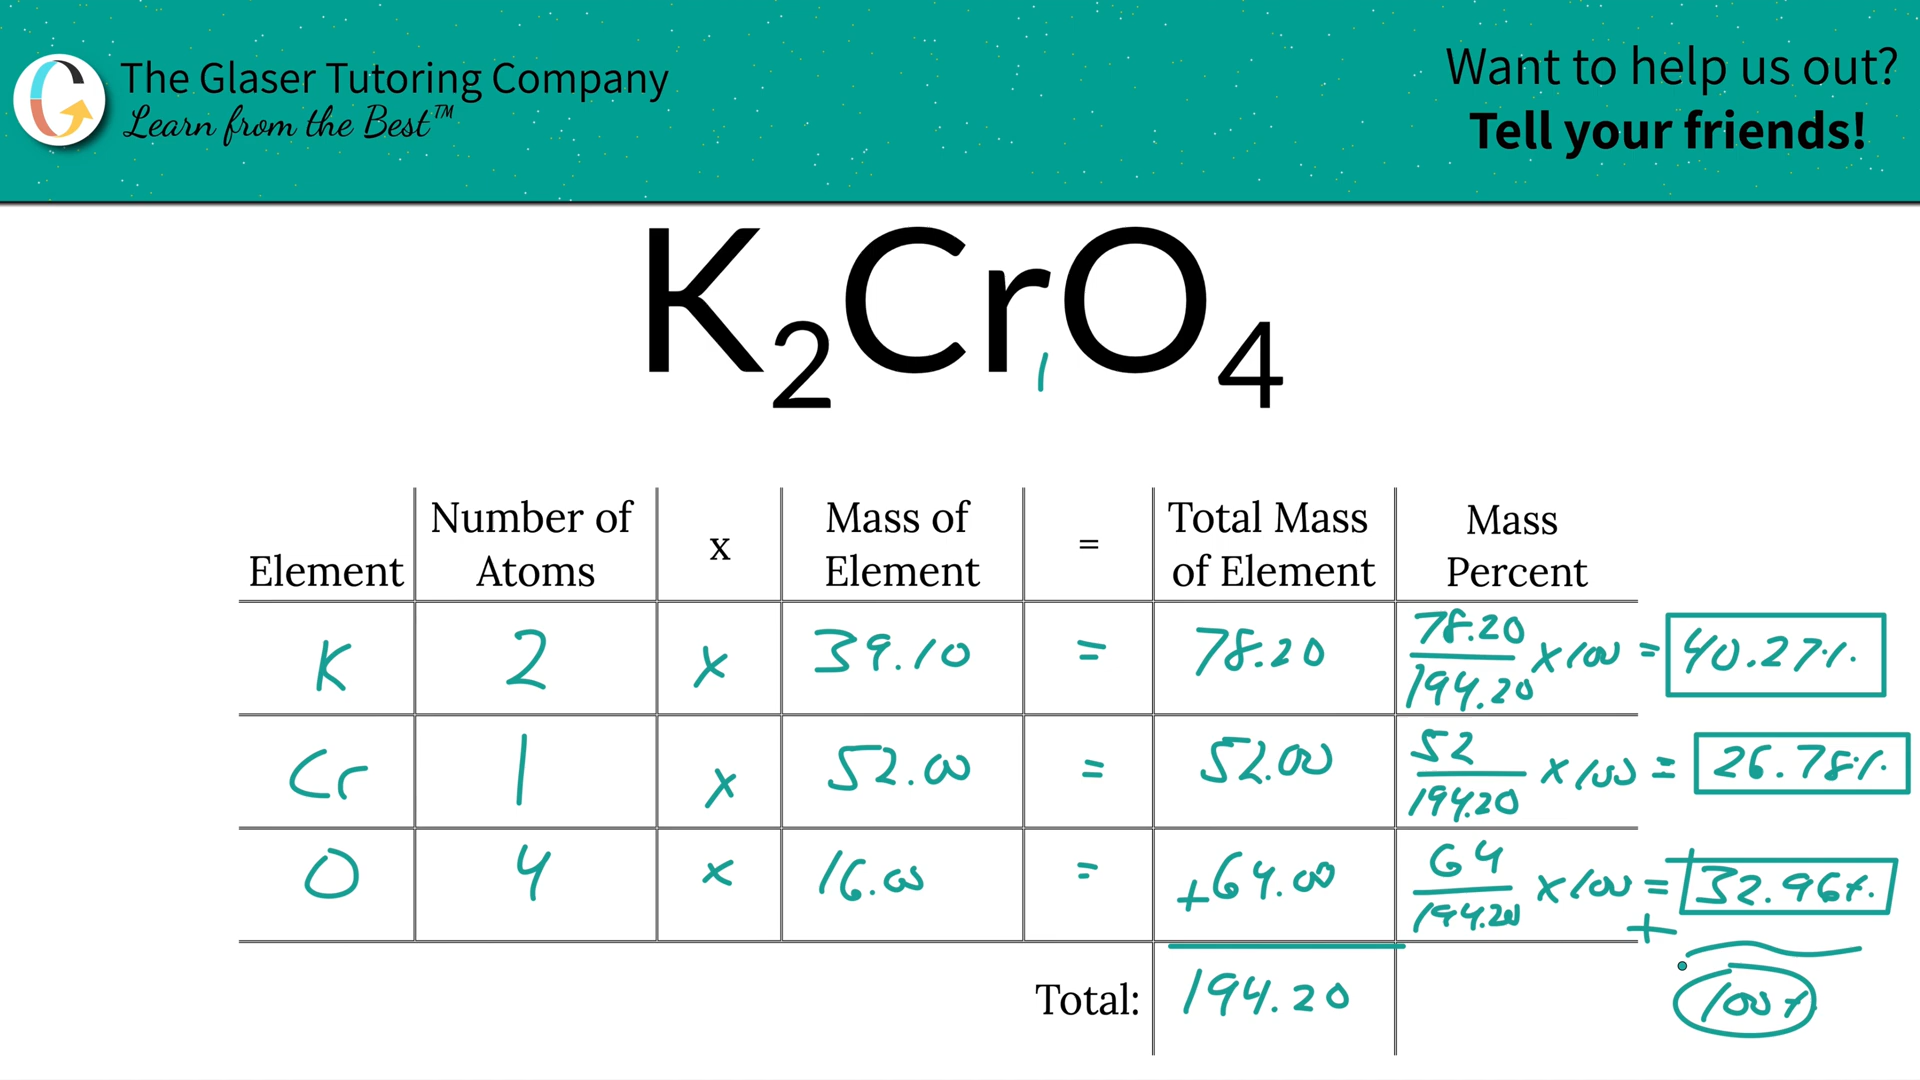 The Glaser Tutoring Company
Learn from the Best™
Want to help us out?
Tell your friends!
K₂CrO₄
1
Element Number of Atoms x Mass of Element = Total Mass of Element Mass Percent
K 2 x 39.10 = 78.20 78.20/194.20 x 100 = 40.27%
Cr 1 x 52.00 = 52.00 52/194.20 x 100 = 26.78%
O 4 x 16.00 = +64.00 64/194.20 x 100 = 32.96%
+
Total: 194.20 100%